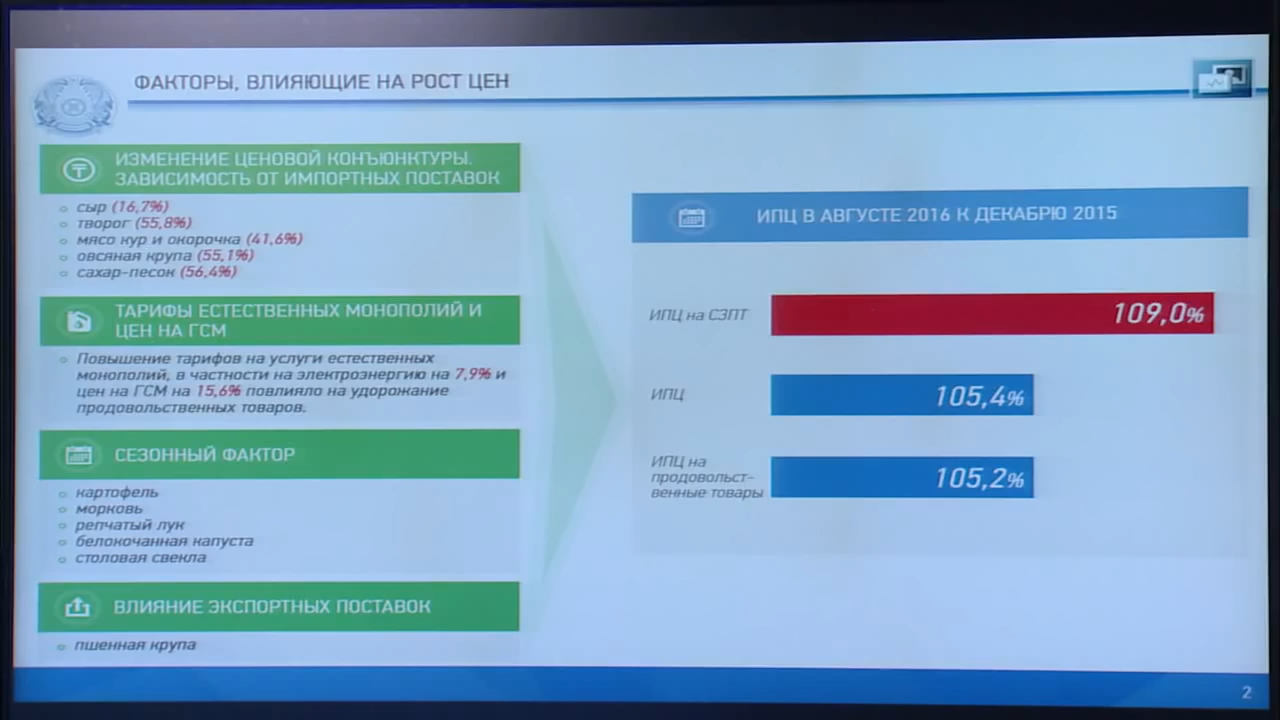 ФАКТОРЫ, ВЛИЯЮЩИЕ НА РОСТ ЦЕН
ИЗМЕНЕНИЕ ЦЕНОВОЙ КОНЪЮНКТУРЫ.
ЗАВИСИМОСТЬ ОТ ИМПОРТНЫХ ПОСТАВОК
сыр (16,7%)
творог (55,8%)
мясо кур и окорочка (41,6%)
овсяная крупа (55,1%)
сахар-песок (56,4%)
ТАРИФЫ ЕСТЕСТВЕННЫХ МОНОПОЛИЙ И
ЦЕН НА ГСМ
Повышение тарифов на услуги естественных
монополий, в частности на электроэнергию на 7,9% и
цен на ГСМ на 15,6% повлияло на удорожание
продовольственных товаров.
СЕЗОННЫЙ ФАКТОР
картофель
морковь
репчатый лук
белокочанная капуста
столовая свекла
ВЛИЯНИЕ ЭКСПОРТНЫХ ПОСТАВОК
пшенная крупа
ИПЦ В АВГУСТЕ 2016 К ДЕКАБРЮ 2015
ИПЦ на СЗПТ
109,0%
ИПЦ
105,4%
ИПЦ на
продовольст-
венные товары
105,2%
2